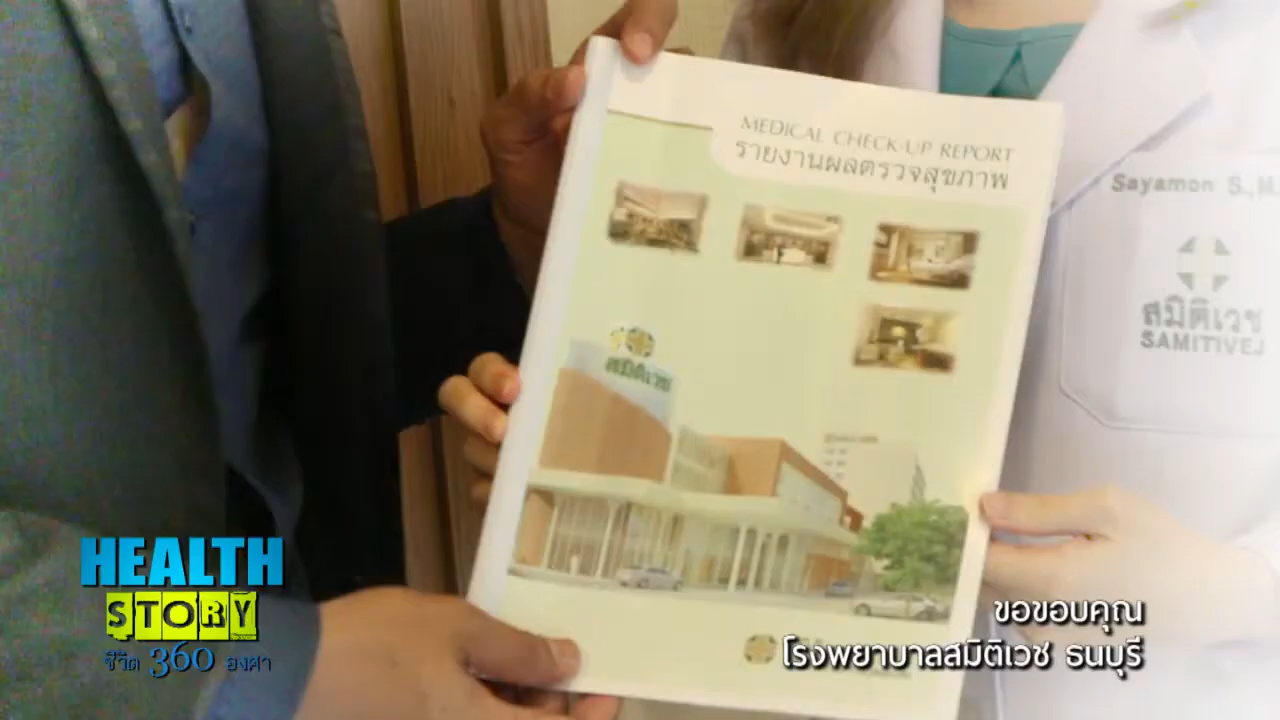 MEDICAL CHECK-UP REPORT
รายงานผลตรวจสุขภาพ
Sayamon S.,M.
สมิติเวช
SAMITIVEJ
สมิติเวช
HEALTH
STORY
ชีวิต 360 องศา
ขอขอบคุณ
โรงพยาบาลสมิติเวช ธนบุรี